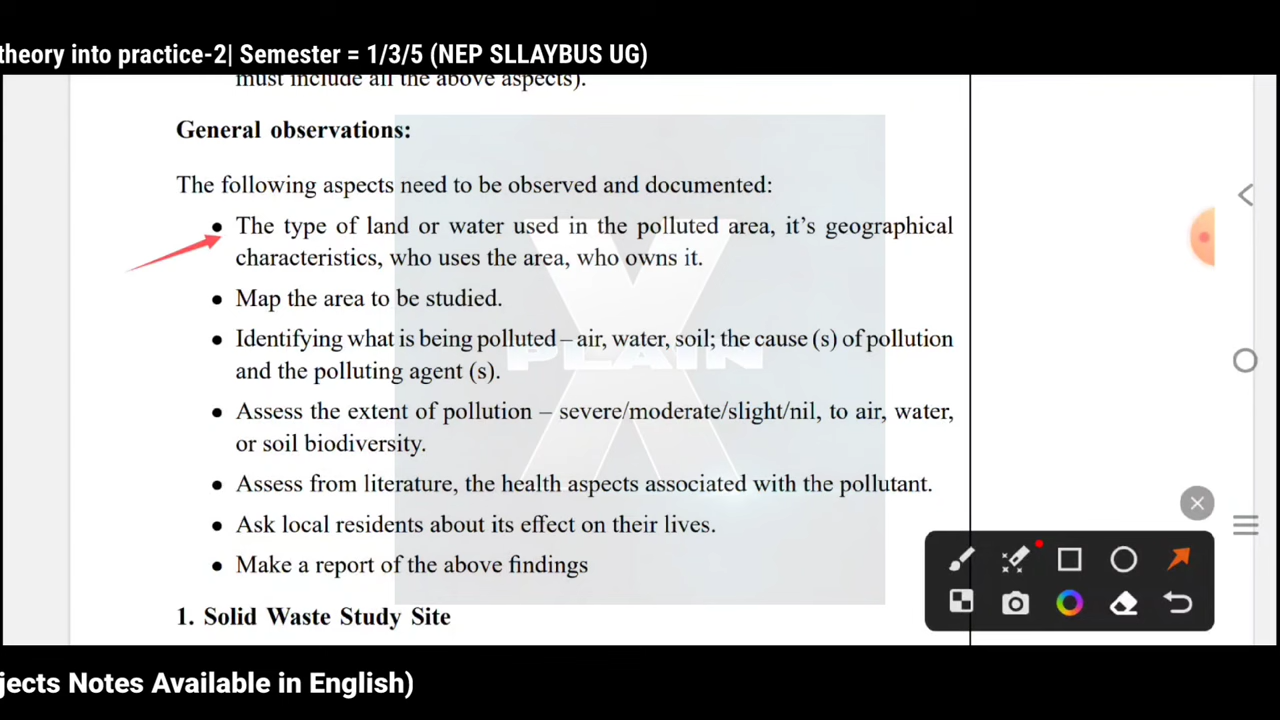 theory into practice-2| Semester = 1/3/5 (NEP SLLAYBUS UG)
must include all the above aspects).
General observations:
The following aspects need to be observed and documented:
• The type of land or water used in the polluted area, it's geographical
characteristics, who uses the area, who owns it.
• Map the area to be studied.
• Identifying what is being polluted – air, water, soil; the cause (s) of pollution
and the polluting agent (s).
• Assess the extent of pollution – severe/moderate/slight/nil, to air, water,
or soil biodiversity.
• Assess from literature, the health aspects associated with the pollutant.
• Ask local residents about its effect on their lives.
• Make a report of the above findings
1. Solid Waste Study Site
X
PLAIN
jects Notes Available in English)